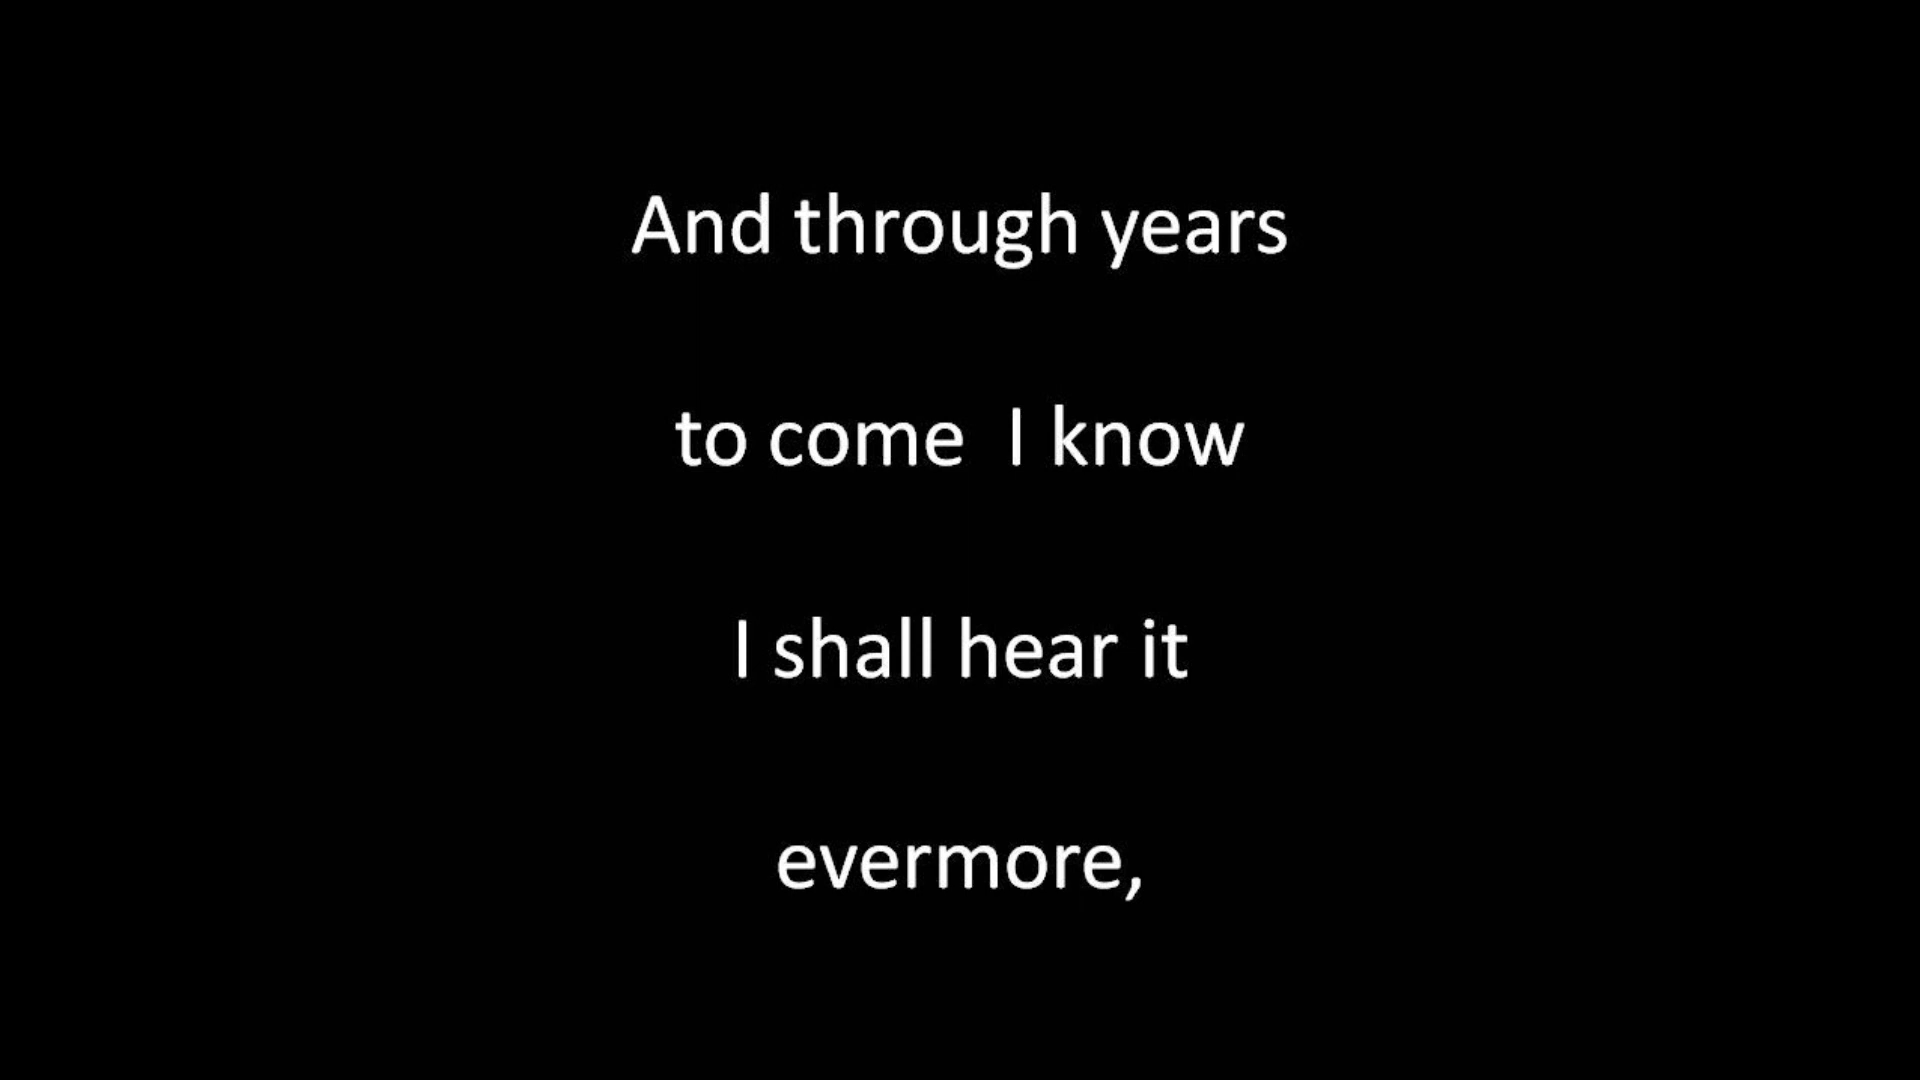 And through years
to come  I know
I shall hear it
evermore,